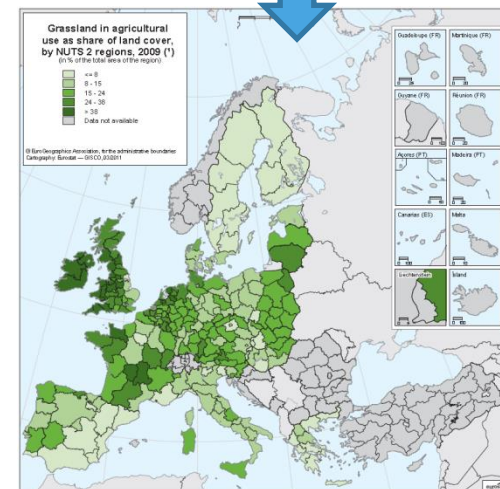 Grassland in agricultural
use as share of land cover,
by NUTS 2 regions, 2009 (¹)
(in % of the total area of the region)
<= 8
8 - 15
15 - 24
24 - 36
> 36
Data not available
© EuroGeographics Association, for the administrative boundaries
Cartography: Eurostat — GISCO, 03/2011
Guadeloupe (FR)
Martinique (FR)
Guyane (FR)
Réunion (FR)
Açores (PT)
Madeira (PT)
Canarias (ES)
Malta
Liechtenstein
Ísland